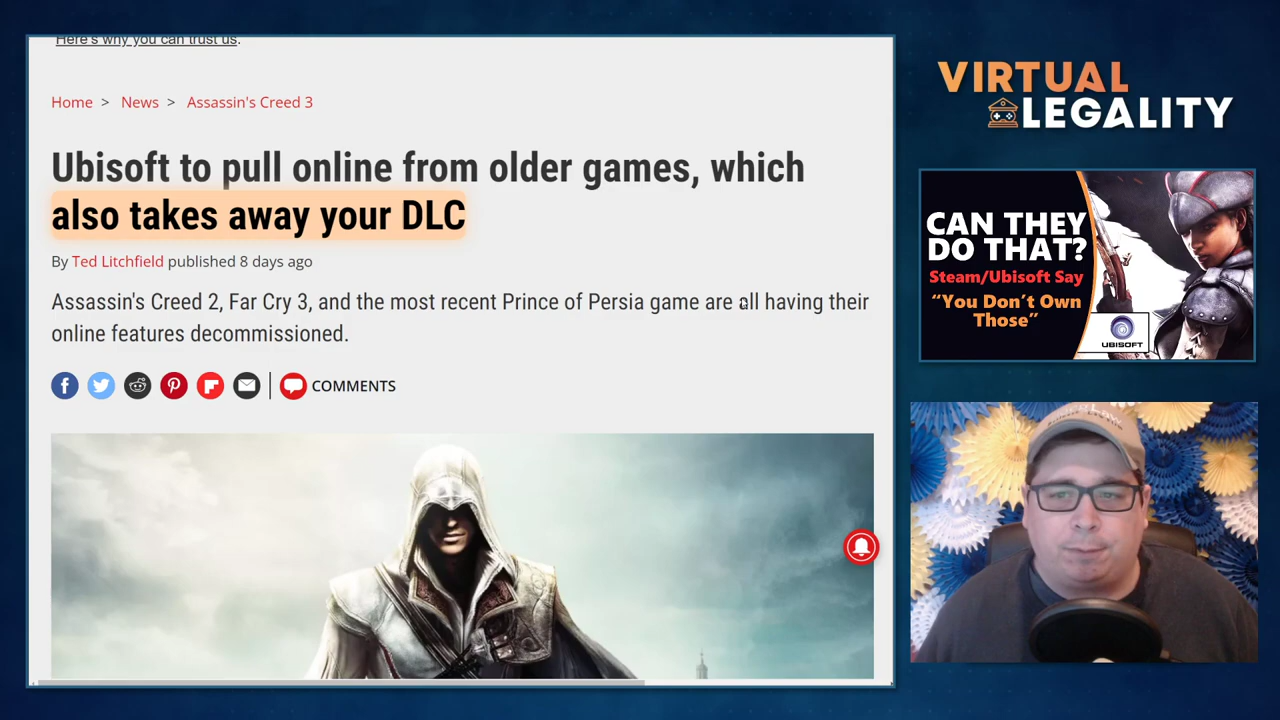 Here's why you can trust us.
Home > News > Assassin's Creed 3
Ubisoft to pull online from older games, which
also takes away your DLC
By Ted Litchfield published 8 days ago
Assassin's Creed 2, Far Cry 3, and the most recent Prince of Persia game are all having their
online features decommissioned.
COMMENTS
VIRTUAL
LEGALITY
CAN THEY
DO THAT?
Steam/Ubisoft Say
“You Don’t Own
Those”
UBISOFT